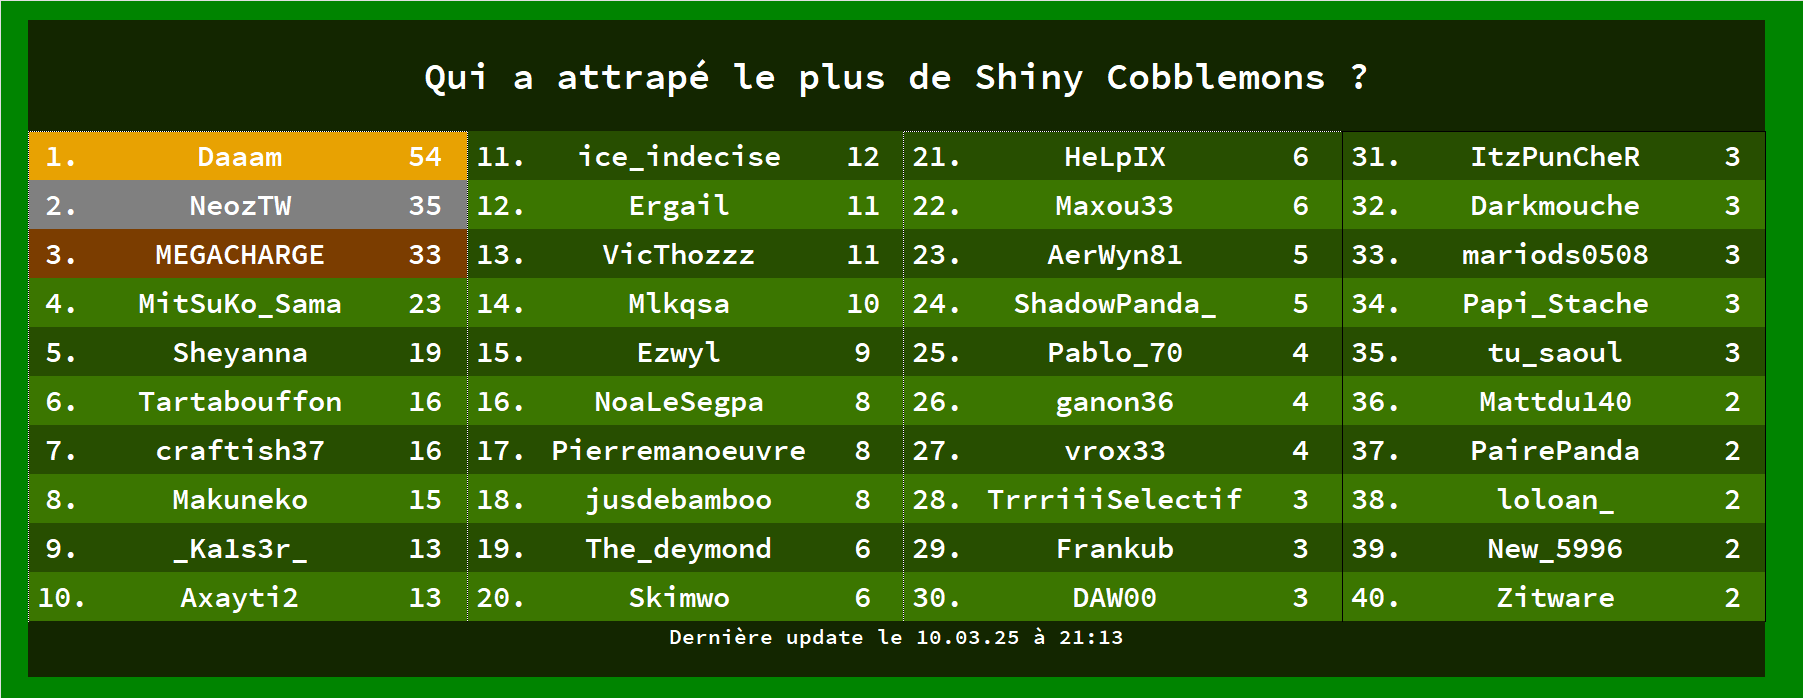 Qui a attrapé le plus de Shiny Cobblemons ?
1. Daaam 54 11. ice_indecise 12 21. HeLpIX 6 31. ItzPunCheR 3
2. NeozTW 35 12. Ergail 11 22. Maxou33 6 32. Darkmouche 3
3. MEGACHARGE 33 13. VicThozzz 11 23. AerWyn81 5 33. mariods0508 3
4. MitSuKo_Sama 23 14. Mlkqsa 10 24. ShadowPanda_ 5 34. Papi_Stache 3
5. Sheyanna 19 15. Ezwyl 9 25. Pablo_70 4 35. tu_saoul 3
6. Tartabouffon 16 16. NoaLeSegpa 8 26. ganon36 4 36. Mattdu140 2
7. craftish37 16 17. Pierremanoeuvre 8 27. vrox33 4 37. PairePanda 2
8. Makuneko 15 18. jusdebamboo 8 28. TrrriiiSelectif 3 38. loloan_ 2
9. _Ka1s3r_ 13 19. The_deymond 6 29. Frankub 3 39. New_5996 2
10. Axayti2 13 20. Skimwo 6 30. DAW00 3 40. Zitware 2
Dernière update le 10.03.25 à 21:13